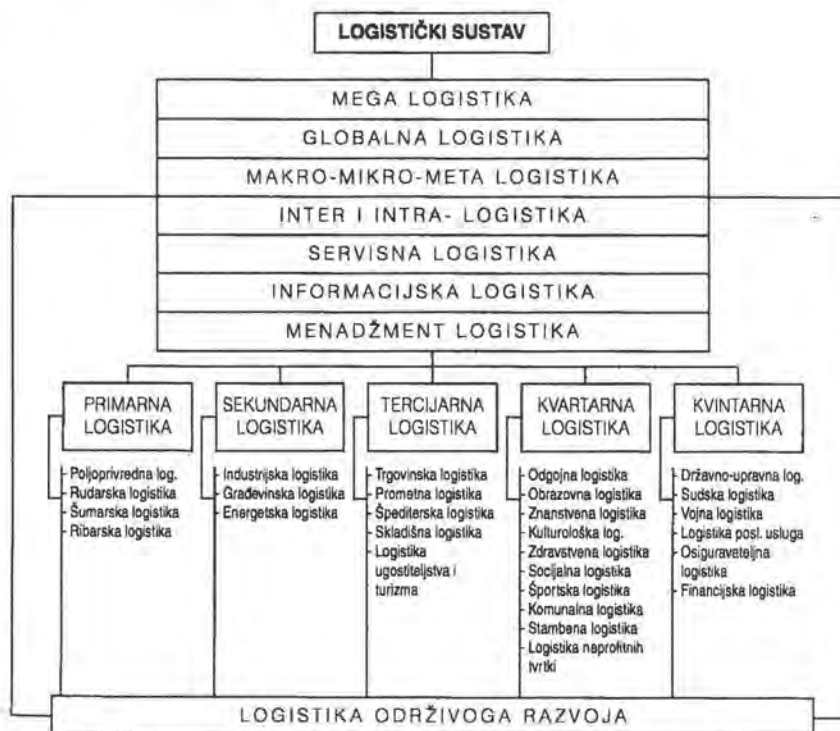 LOGISTIČKI SUSTAV
MEGA LOGISTIKA
GLOBALNA LOGISTIKA
MAKRO-MIKRO-META LOGISTIKA
INTER I INTRA- LOGISTIKA
SERVISNA LOGISTIKA
INFORMACIJSKA LOGISTIKA
MENADŽMENT LOGISTIKA
PRIMARNA
LOGISTIKA
- Poljoprivredna log.
- Rudarska logistika
- Šumarska logistika
- Ribarska logistika
SEKUNDARNA
LOGISTIKA
- Industrijska logistika
- Građevinska logistika
- Energetska logistika
TERCIJARNA
LOGISTIKA
- Trgovinska logistika
- Prometna logistika
- Špediterska logistika
- Skladišna logistika
- Logistika
ugostiteljstva i
turizma
KVARTARNA
LOGISTIKA
- Odgojna logistika
- Obrazovna logistika
- Znanstvena logistika
- Kulturološka log.
- Zdravstvena logistika
- Socijalna logistika
- Športska logistika
- Komunalna logistika
- Stambena logistika
- Logistika neprofitnih
tvrtki
KVINTARNA
LOGISTIKA
- Državno-upravna log.
- Sudska logistika
- Vojna logistika
- Logistika posl. usluga
- Osiguravateljna
logistika
- Financijska logistika
LOGISTIKA ODRŽIVOGA RAZVOJA